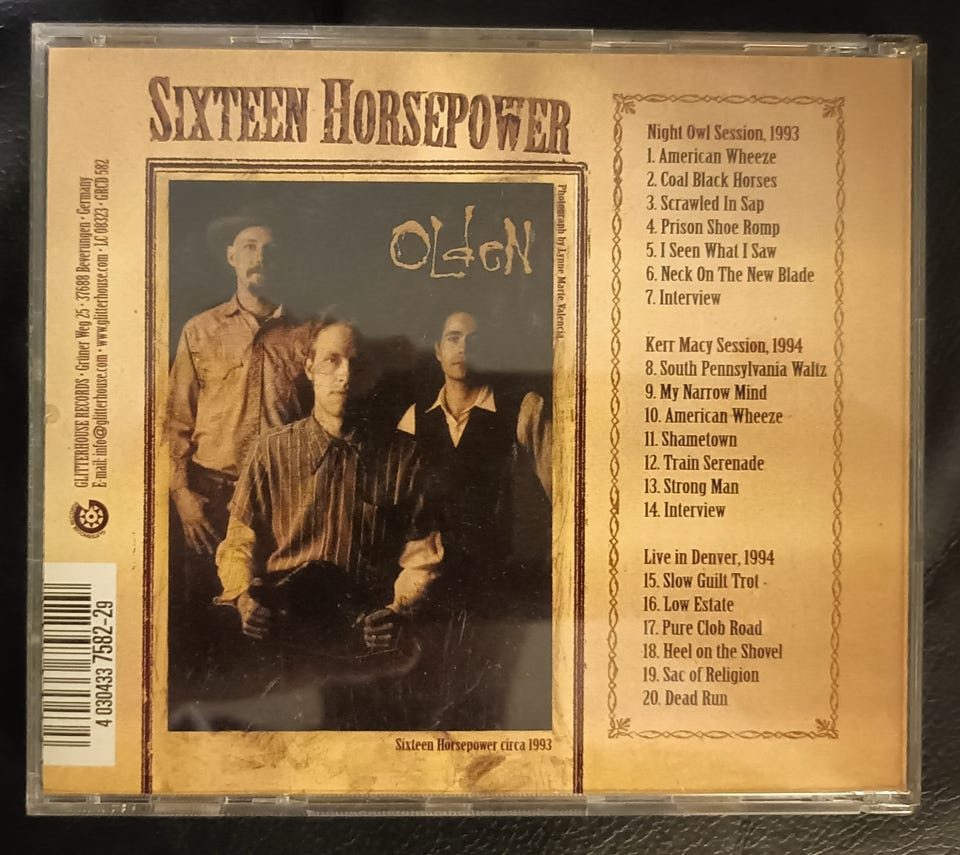 SIXTEEN HORSEPOWER
OLdeN
Photograph by Lynne Marie Valencia
Sixteen Horsepower circa 1993
Night Owl Session, 1993
1. American Wheeze
2. Coal Black Horses
3. Scrawled In Sap
4. Prison Shoe Romp
5. I Seen What I Saw
6. Neck On The New Blade
7. Interview
Kerr Macy Session, 1994
8. South Pennsylvania Waltz
9. My Narrow Mind
10. American Wheeze
11. Shametown
12. Train Serenade
13. Strong Man
14. Interview
Live in Denver, 1994
15. Slow Guilt Trot
16. Low Estate
17. Pure Clob Road
18. Heel on the Shovel
19. Sac of Religion
20. Dead Run
GLITTERHOUSE RECORDS · Grüner Weg 25 · 37688 Beverungen · Germany
E-mail: info@glitterhouse.com · www.glitterhouse.com · LC 08323 · GRCD 582
4 030433 7582-29